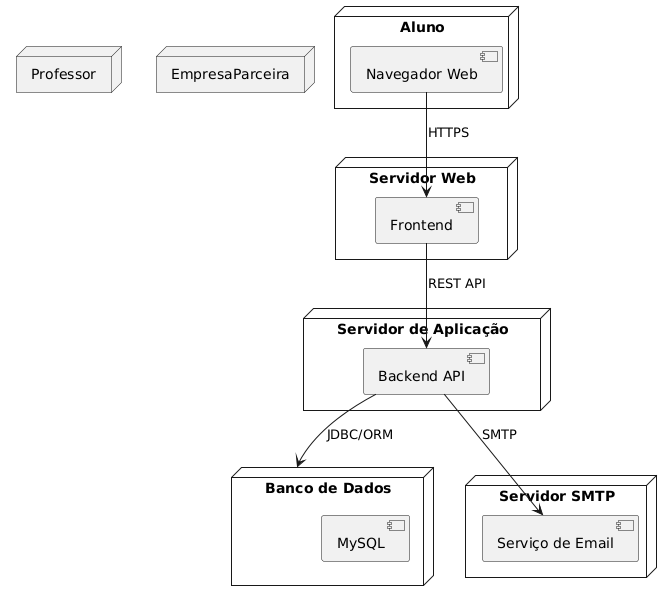 Aluno
Professor
EmpresaParceira
Navegador Web
HTTPS
Servidor Web
Frontend
REST API
Servidor de Aplicação
Backend API
JDBC/ORM
SMTP
Banco de Dados
Servidor SMTP
MySQL
Serviço de Email